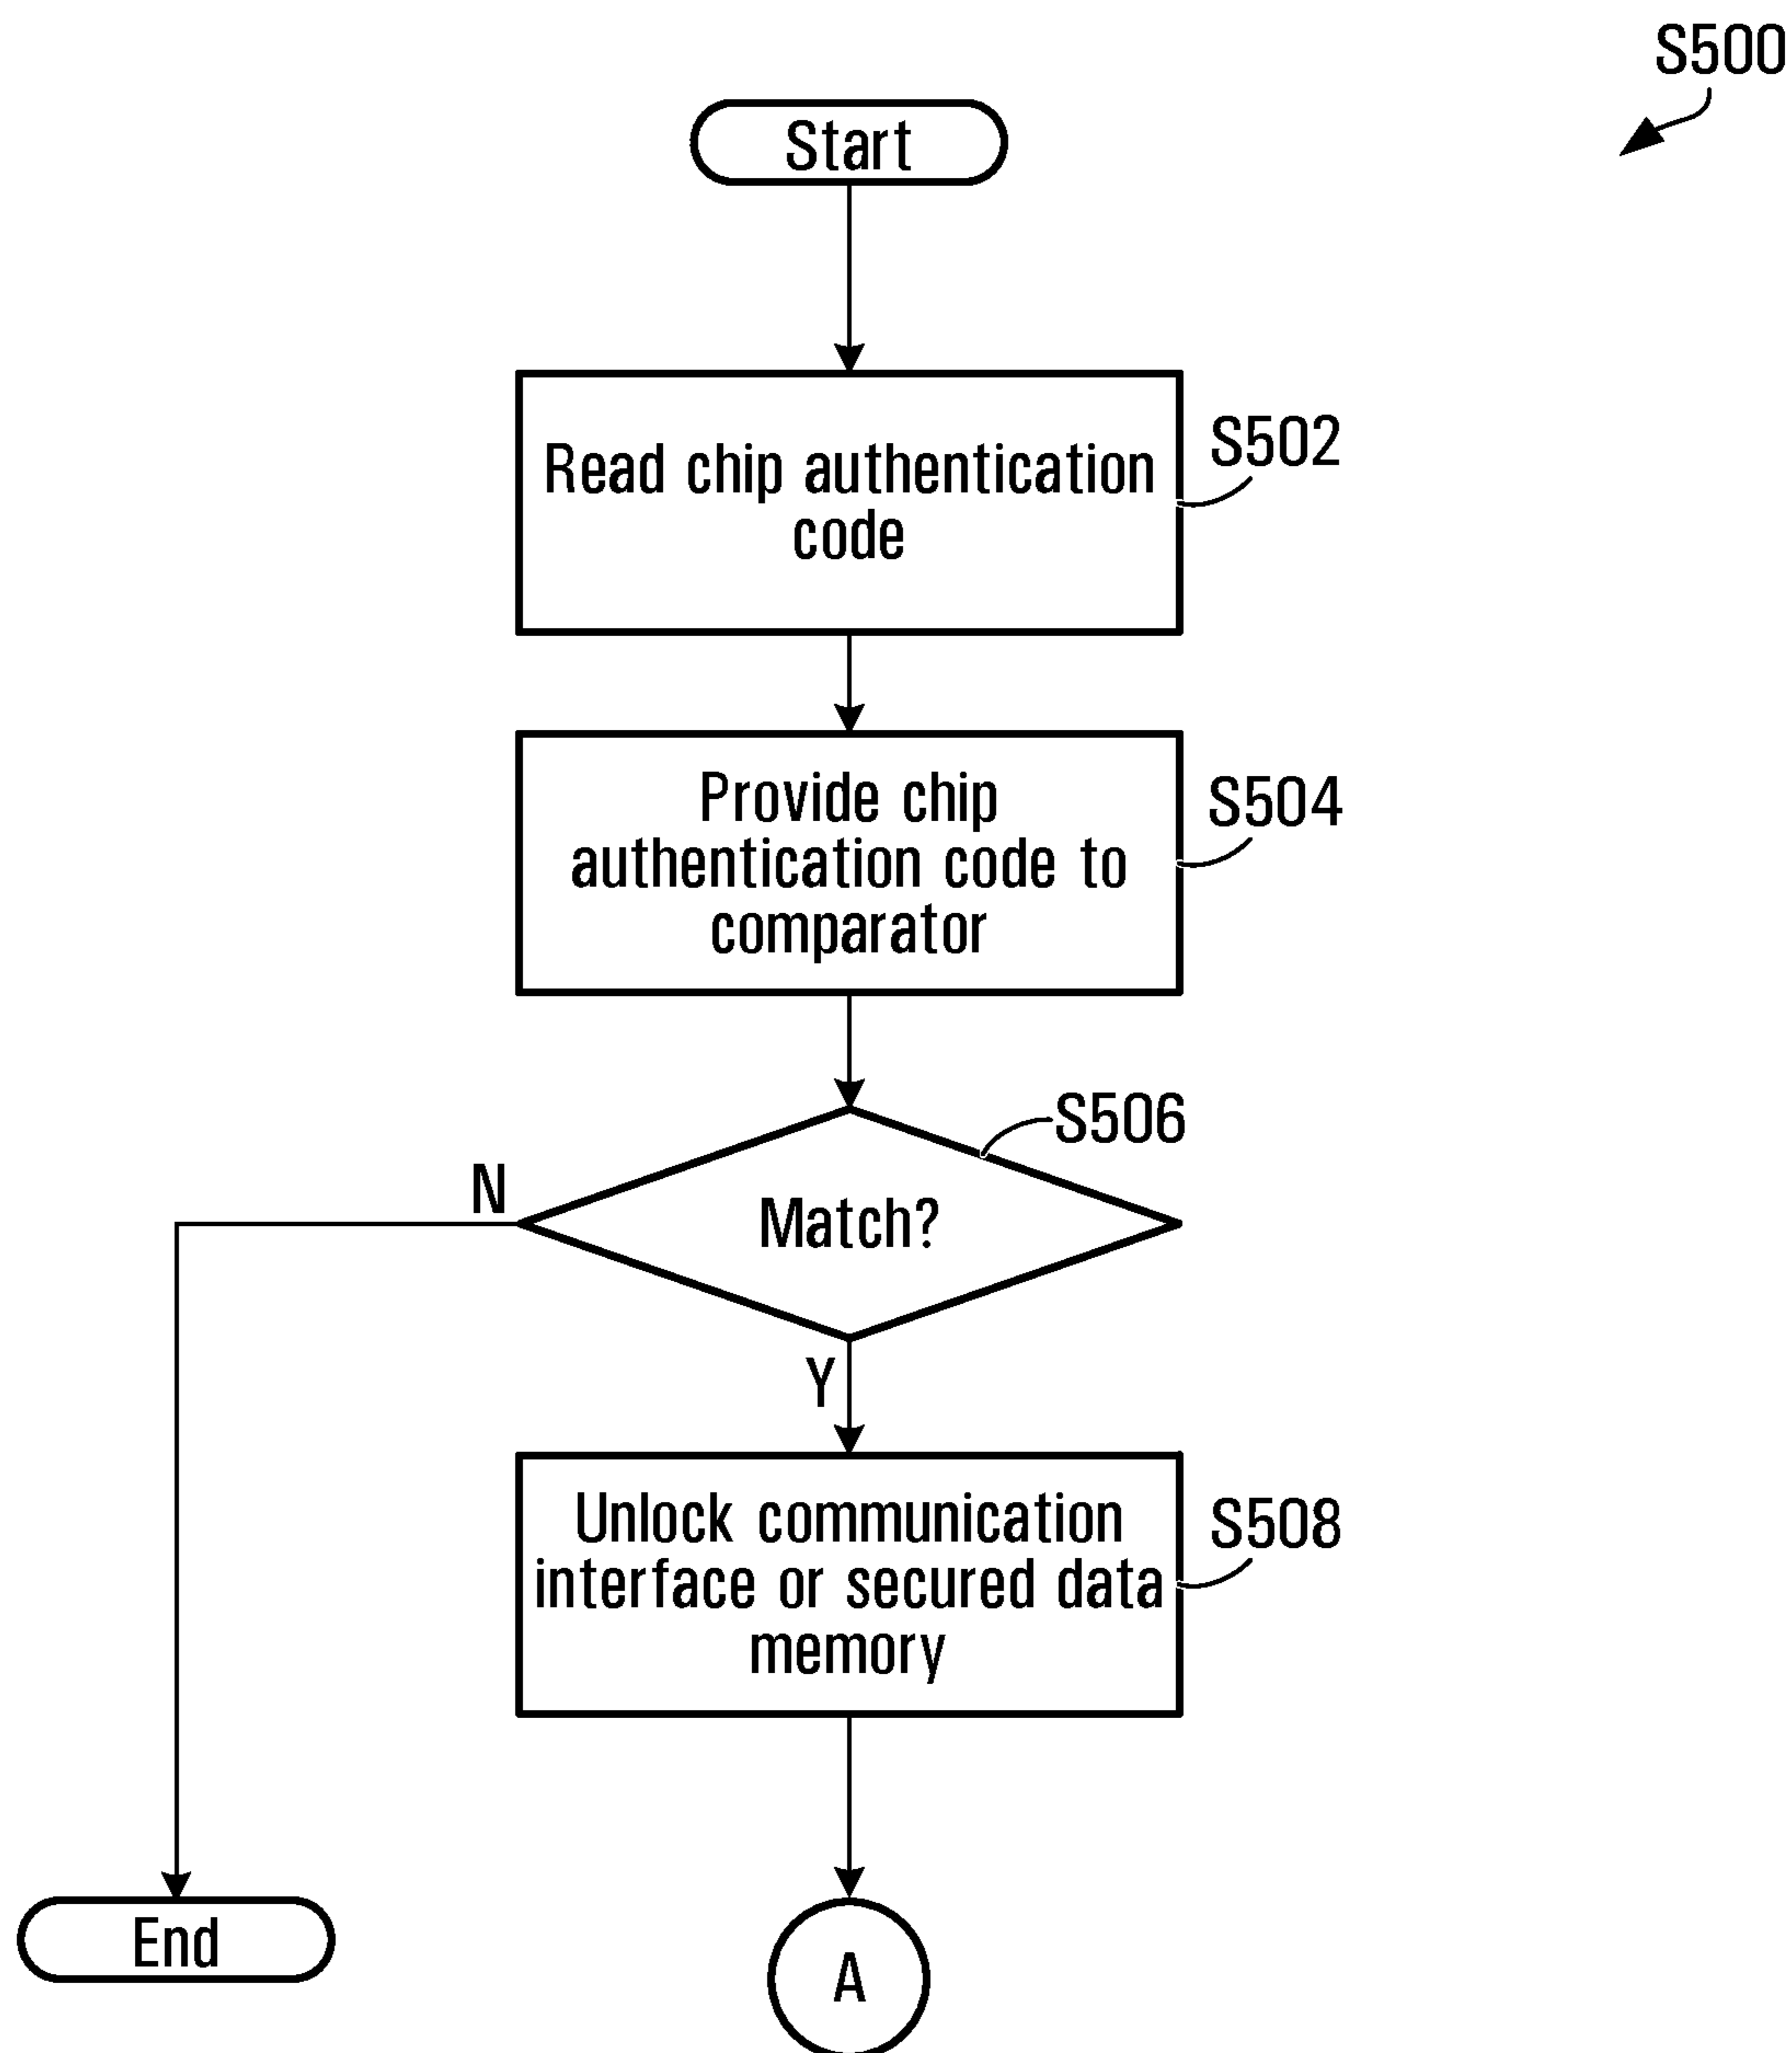 S500
Start
Read chip authentication
code
S502
Provide chip
authentication code to
comparator
S504
S506
N
Match?
Y
Unlock communication
interface or secured data
memory
S508
End
A